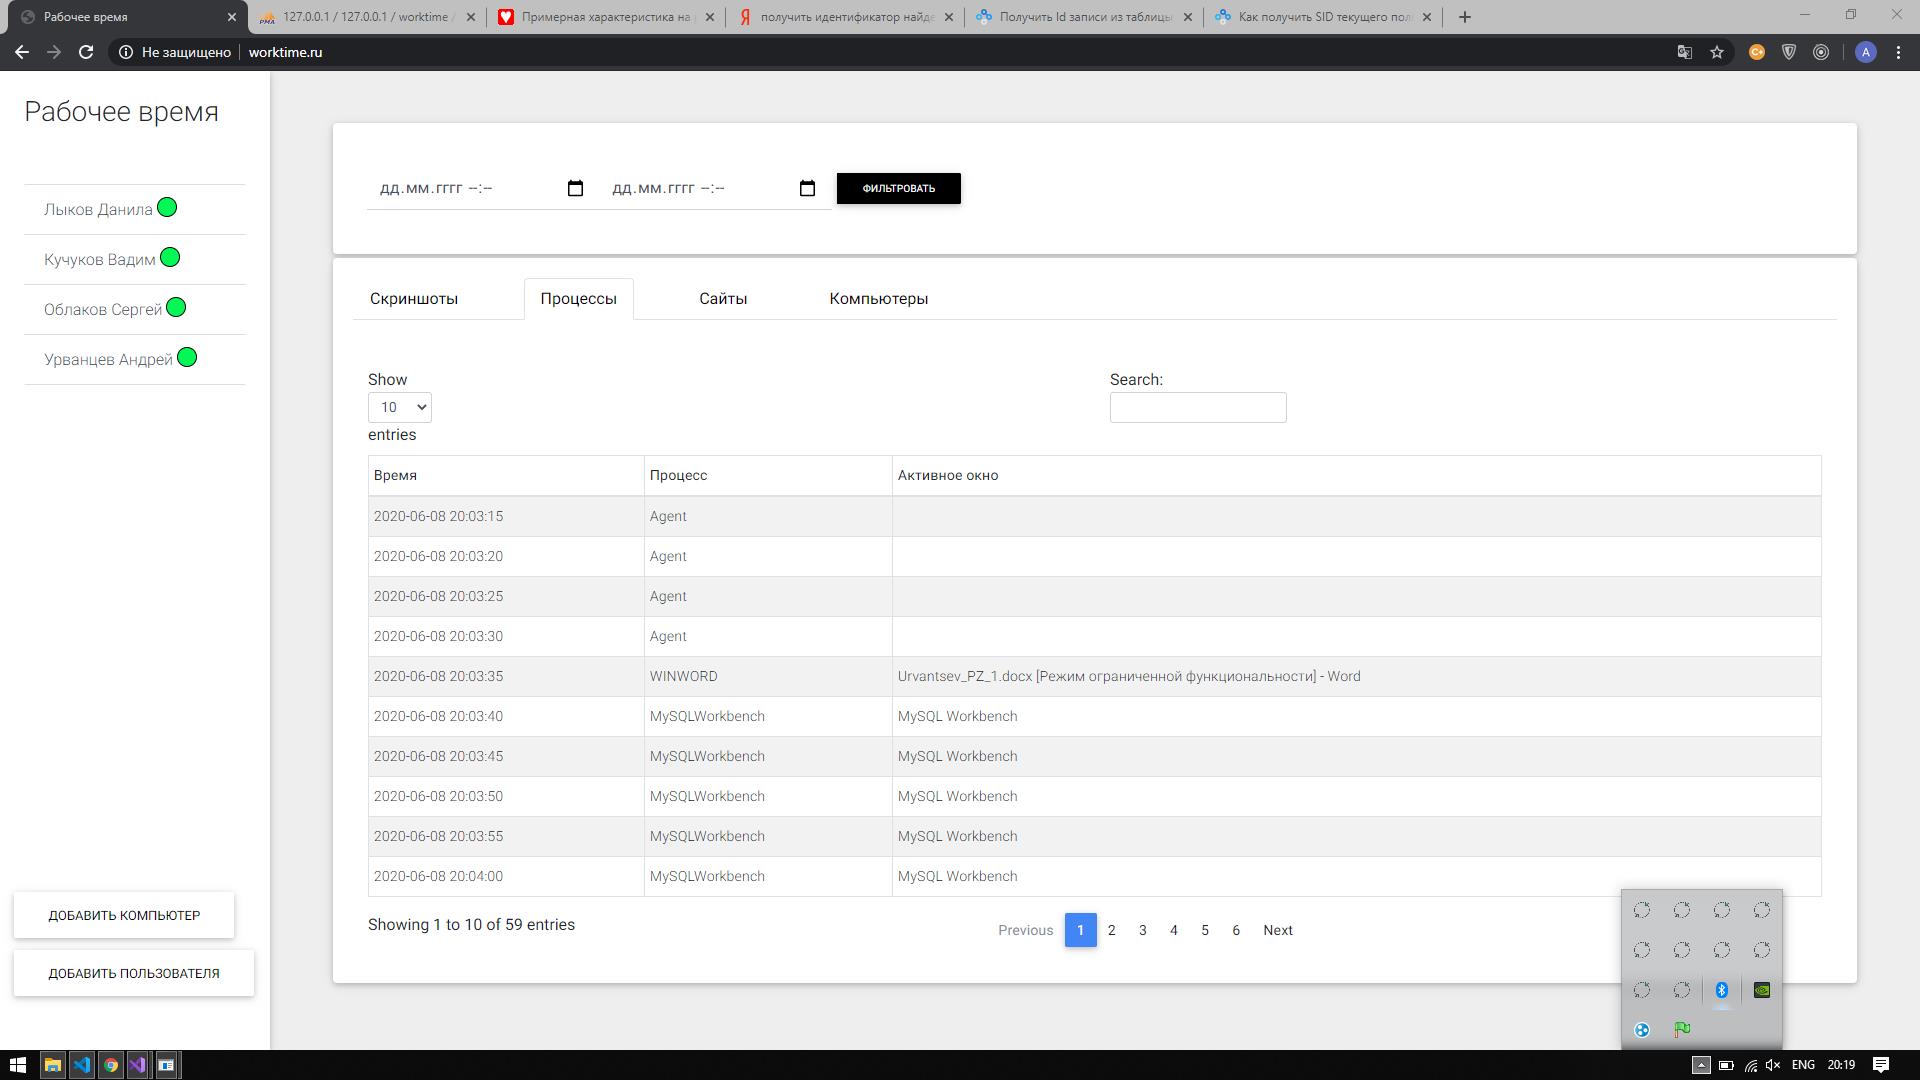 Рабочее время
127.0.0.1 / 127.0.0.1 / worktime /
Примерная характеристика на
получить идентификатор найде
Получить Id записи из таблицы
Как получить SID текущего пол
Не защищено
worktime.ru
A
Рабочее время
Лыков Данила
Кучуков Вадим
Облаков Сергей
Урванцев Андрей
ДОБАВИТЬ КОМПЬЮТЕР
ДОБАВИТЬ ПОЛЬЗОВАТЕЛЯ
дд.мм.гггг --:-- дд.мм.гггг --:-- ФИЛЬТРОВАТЬ
Скриншоты Процессы Сайты Компьютеры
Show
10
entries
Search:
Время Процесс Активное окно
2020-06-08 20:03:15 Agent
2020-06-08 20:03:20 Agent
2020-06-08 20:03:25 Agent
2020-06-08 20:03:30 Agent
2020-06-08 20:03:35 WINWORD Urvantsev_PZ_1.docx [Режим ограниченной функциональности] - Word
2020-06-08 20:03:40 MySQLWorkbench MySQL Workbench
2020-06-08 20:03:45 MySQLWorkbench MySQL Workbench
2020-06-08 20:03:50 MySQLWorkbench MySQL Workbench
2020-06-08 20:03:55 MySQLWorkbench MySQL Workbench
2020-06-08 20:04:00 MySQLWorkbench MySQL Workbench
Showing 1 to 10 of 59 entries
Previous 1 2 3 4 5 6 Next
ENG 20:19